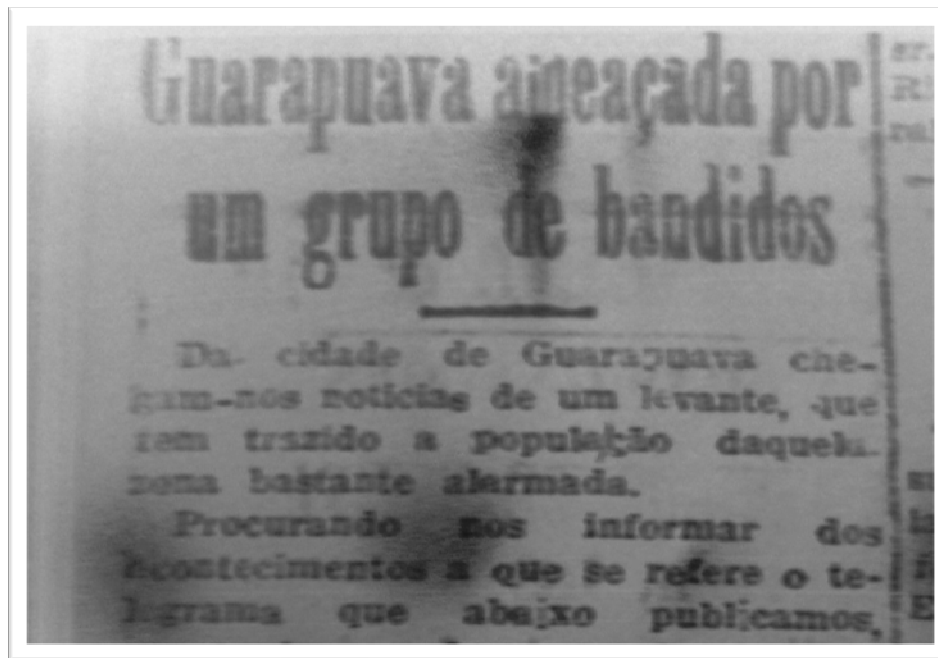 Guarapuava ameaçada por
um grupo de bandidos
Da cidade de Guarapuava che-
gam-nos noticias de um levante, que
tem trazido a população daquela
zona bastante alarmada.
Procurando nos informar dos
acontecimentos a que se refere o te-
legrama que abaixo publicamos,